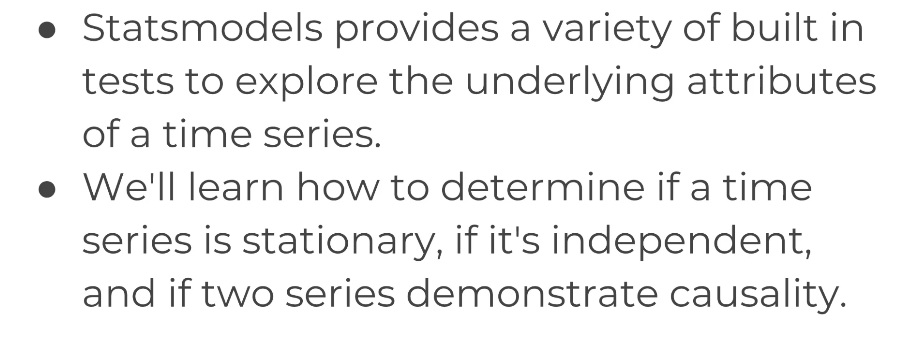 • Statsmodels provides a variety of built in
tests to explore the underlying attributes
of a time series.
• We'll learn how to determine if a time
series is stationary, if it's independent,
and if two series demonstrate causality.